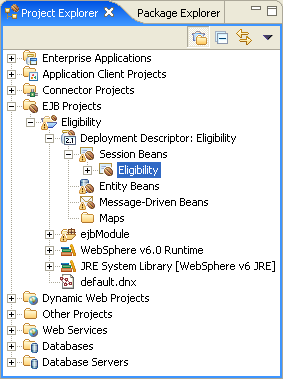 Project Explorer Package Explorer
Enterprise Applications
Application Client Projects
Connector Projects
EJB Projects
Eligibility
2.1 Deployment Descriptor: Eligibility
Session Beans
Eligibility
Entity Beans
Message-Driven Beans
Maps
ejbModule
WebSphere v6.0 Runtime
JRE System Library [WebSphere v6 JRE]
default.dnx
Dynamic Web Projects
Other Projects
Web Services
Databases
Database Servers